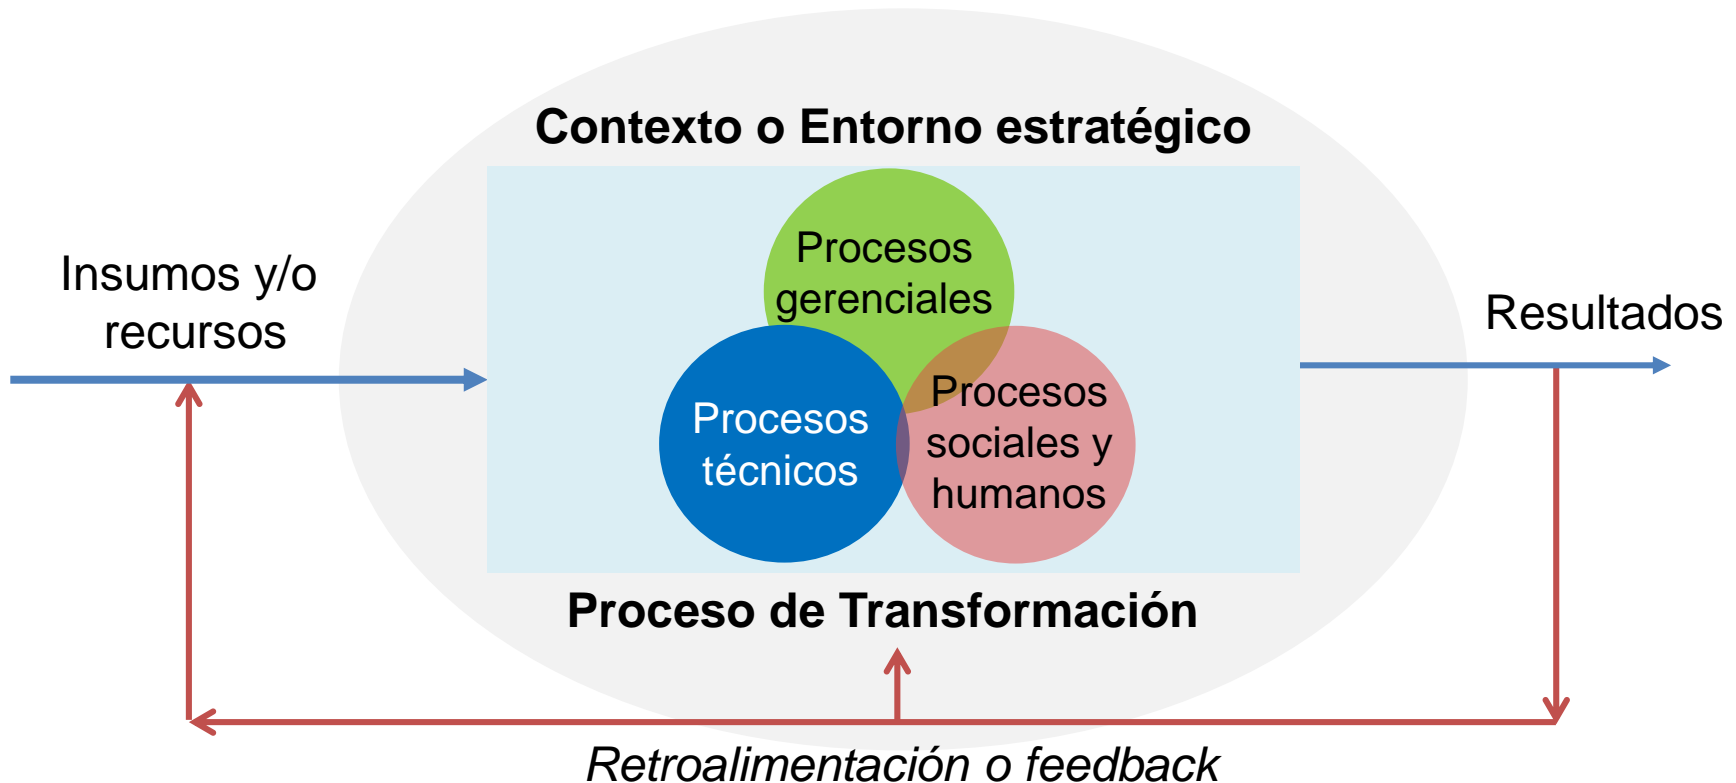 Contexto o Entorno estratégico
Insumos y/o
recursos
Procesos
gerenciales
Procesos
técnicos
Procesos
sociales y
humanos
Resultados
Proceso de Transformación
Retroalimentación o feedback